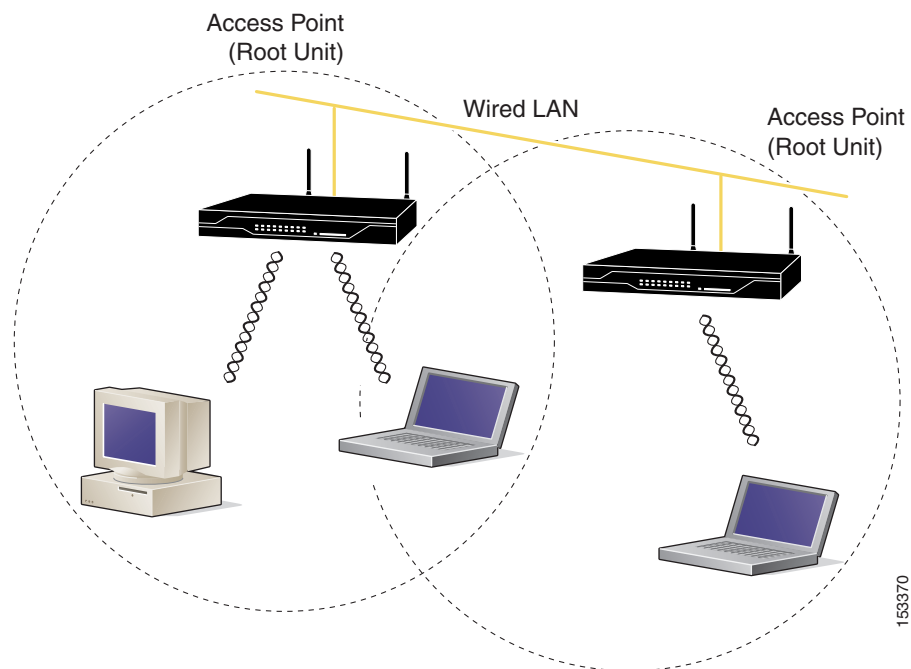 Access Point
(Root Unit)
Wired LAN
Access Point
(Root Unit)
153370